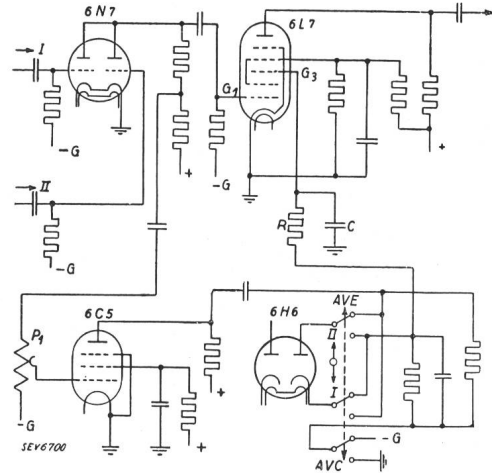 6N7
6L7
I
G1
G3
-G
+
-G
+
II
-G
R
C
6C5
6H6
AVE
II
P1
I
-G
+
-G
SEV6700
AVC